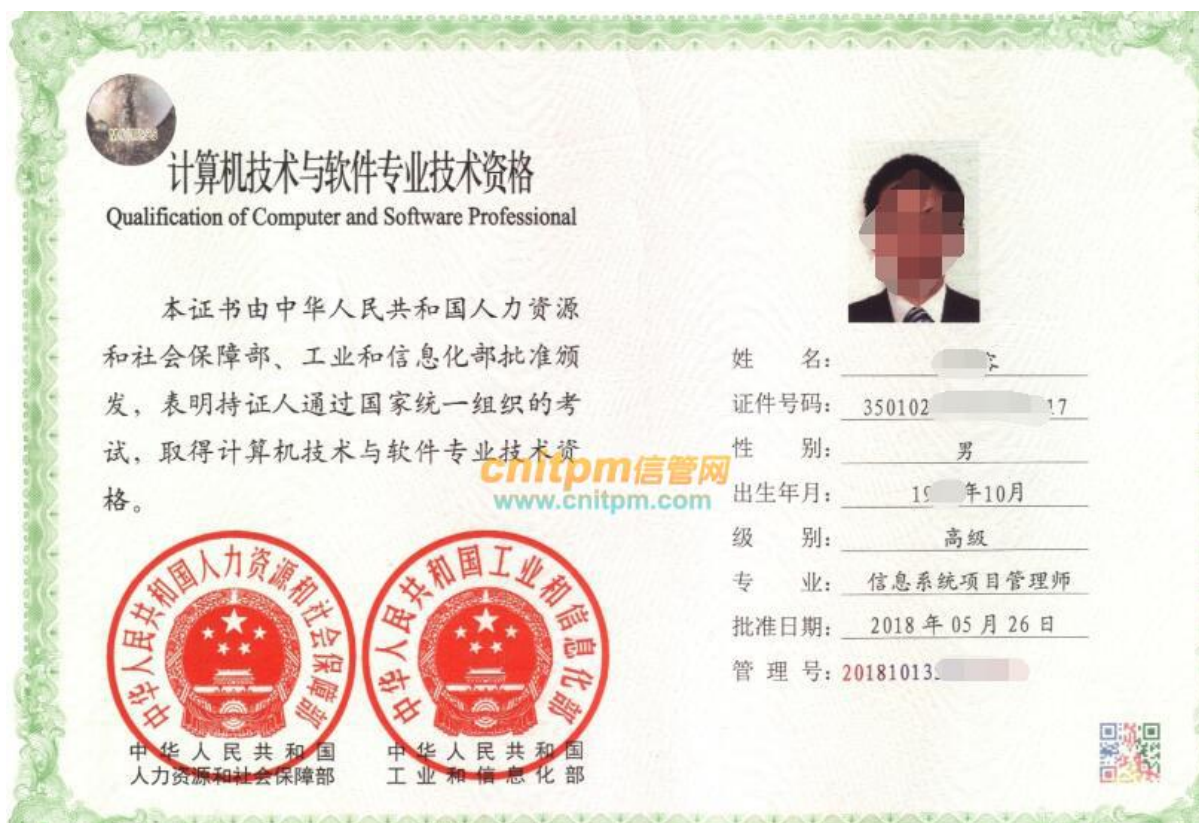 计算机技术与软件专业技术资格
Qualification of Computer and Software Professional
本证书由中华人民共和国人力资源
和社会保障部、工业和信息化部批准颁
发，表明持证人通过国家统一组织的考
试，取得计算机技术与软件专业技术资
格。
cnitpm信管网
www.cnitpm.com
中华人民共和国人力资源和社会保障部
中华人民共和国
人力资源和社会保障部
中华人民共和国工业和信息化部
中华人民共和国
工业和信息化部
姓 名：
证件号码：350102 17
性 别：男
出生年月：19 年10月
级 别：高级
专 业：信息系统项目管理师
批准日期：2018 年 05 月 26 日
管 理 号：201810135